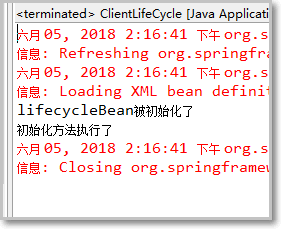 <terminated> ClientLifeCycle [Java Applicati
六月 05, 2018 2:16:41 下午 org.s
信息: Refreshing org.springfr
六月 05, 2018 2:16:41 下午 org.s
信息: Loading XML bean definit
lifecycleBean被初始化了
初始化方法执行了
六月 05, 2018 2:16:41 下午 org.s
信息: Closing org.springframew